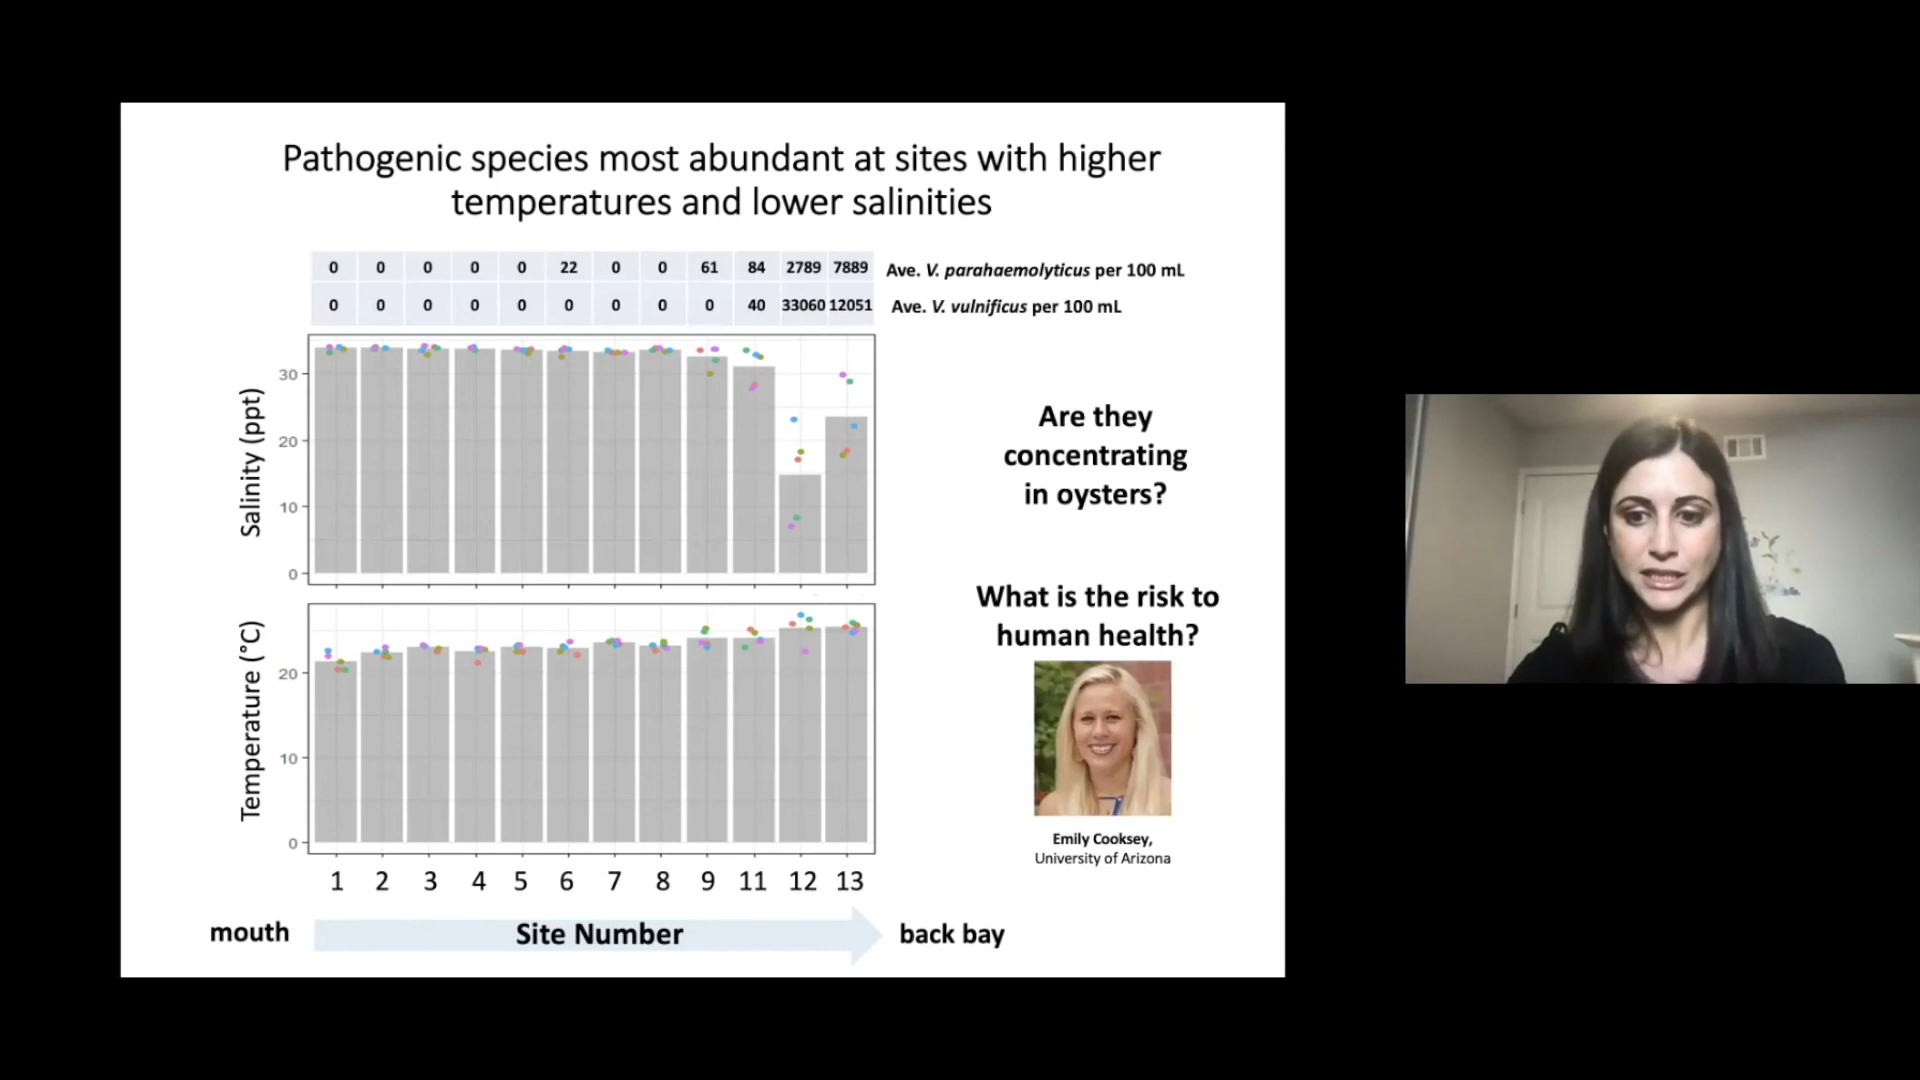 Pathogenic species most abundant at sites with higher
temperatures and lower salinities
0 0 0 0 0 22 0 0 61 84 2789 7889 Ave. V. parahaemolyticus per 100 mL
0 0 0 0 0 0 0 0 0 40 33060 12051 Ave. V. vulnificus per 100 mL
Salinity (ppt)
30
20
10
0
Are they
concentrating
in oysters?
Temperature (°C)
20
10
0
What is the risk to
human health?
Emily Cooksey,
University of Arizona
1 2 3 4 5 6 7 8 9 11 12 13
mouth Site Number back bay